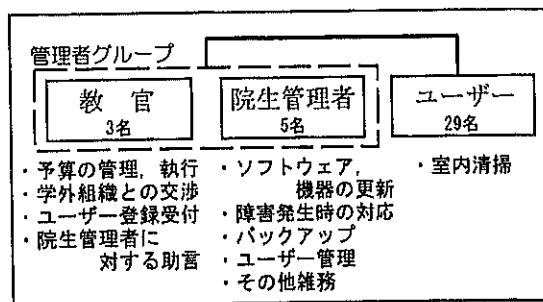 管理者グループ
教 官
3名
院生管理者
5名
ユーザー
29名
・予算の管理, 執行
・学外組織との交渉
・ユーザー登録受付
・院生管理者に
対する助言
・ソフトウェア,
機器の更新
・障害発生時の対応
・バックアップ
・ユーザー管理
・その他雑務
・室内清掃